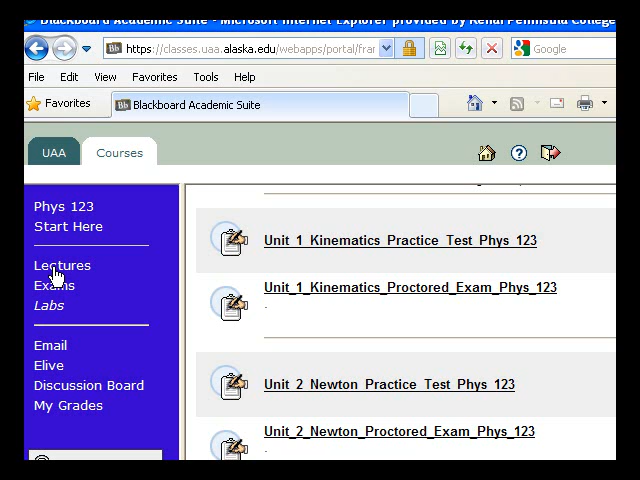 Blackboard Academic Suite - Microsoft Internet Explorer provided by Kenai Peninsula College
https://classes.uaa.alaska.edu/webapps/portal/frar
Google
File Edit View Favorites Tools Help
Favorites
Bb Blackboard Academic Suite
UAA
Courses
Phys 123
Start Here
Lectures
Exams
Labs
Email
Elive
Discussion Board
My Grades
Unit_1_Kinematics_Practice_Test_Phys_123
Unit_1_Kinematics_Proctored_Exam_Phys_123
Unit_2_Newton_Practice_Test_Phys_123
Unit_2_Newton_Proctored_Exam_Phys_123